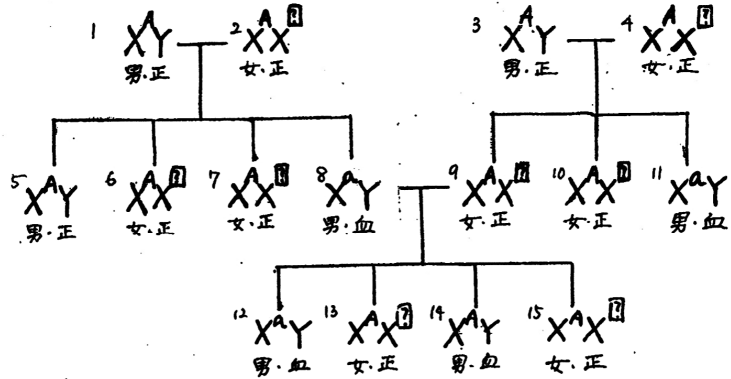 1 XᴬY 2 XᴬX? 3 XᴬY 4 XᴬX?
男·正 女·正 男·正 女·正
5 XᴬY 6 XᴬX? 7 XᴬX? 8 XᵃY 9 XᴬX? 10 XᴬX? 11 XᵃY
男·正 女·正 女·正 男·血 女·正 女·正 男·血
12 XᵃY 13 XᴬX? 14 XᴬY 15 XᴬX?
男·血 女·正 男·血 女·正